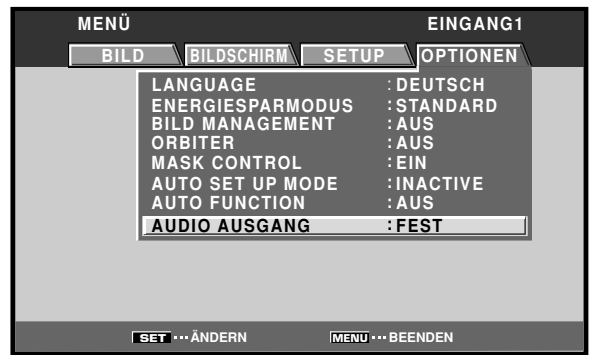 MENÜ EINGANG1
BILD BILDSCHIRM SETUP OPTIONEN
LANGUAGE :DEUTSCH
ENERGIESPARMODUS :STANDARD
BILD MANAGEMENT :AUS
ORBITER :AUS
MASK CONTROL :EIN
AUTO SET UP MODE :INACTIVE
AUTO FUNCTION :AUS
AUDIO AUSGANG :FEST
SET ··· ÄNDERN MENU ··· BEENDEN